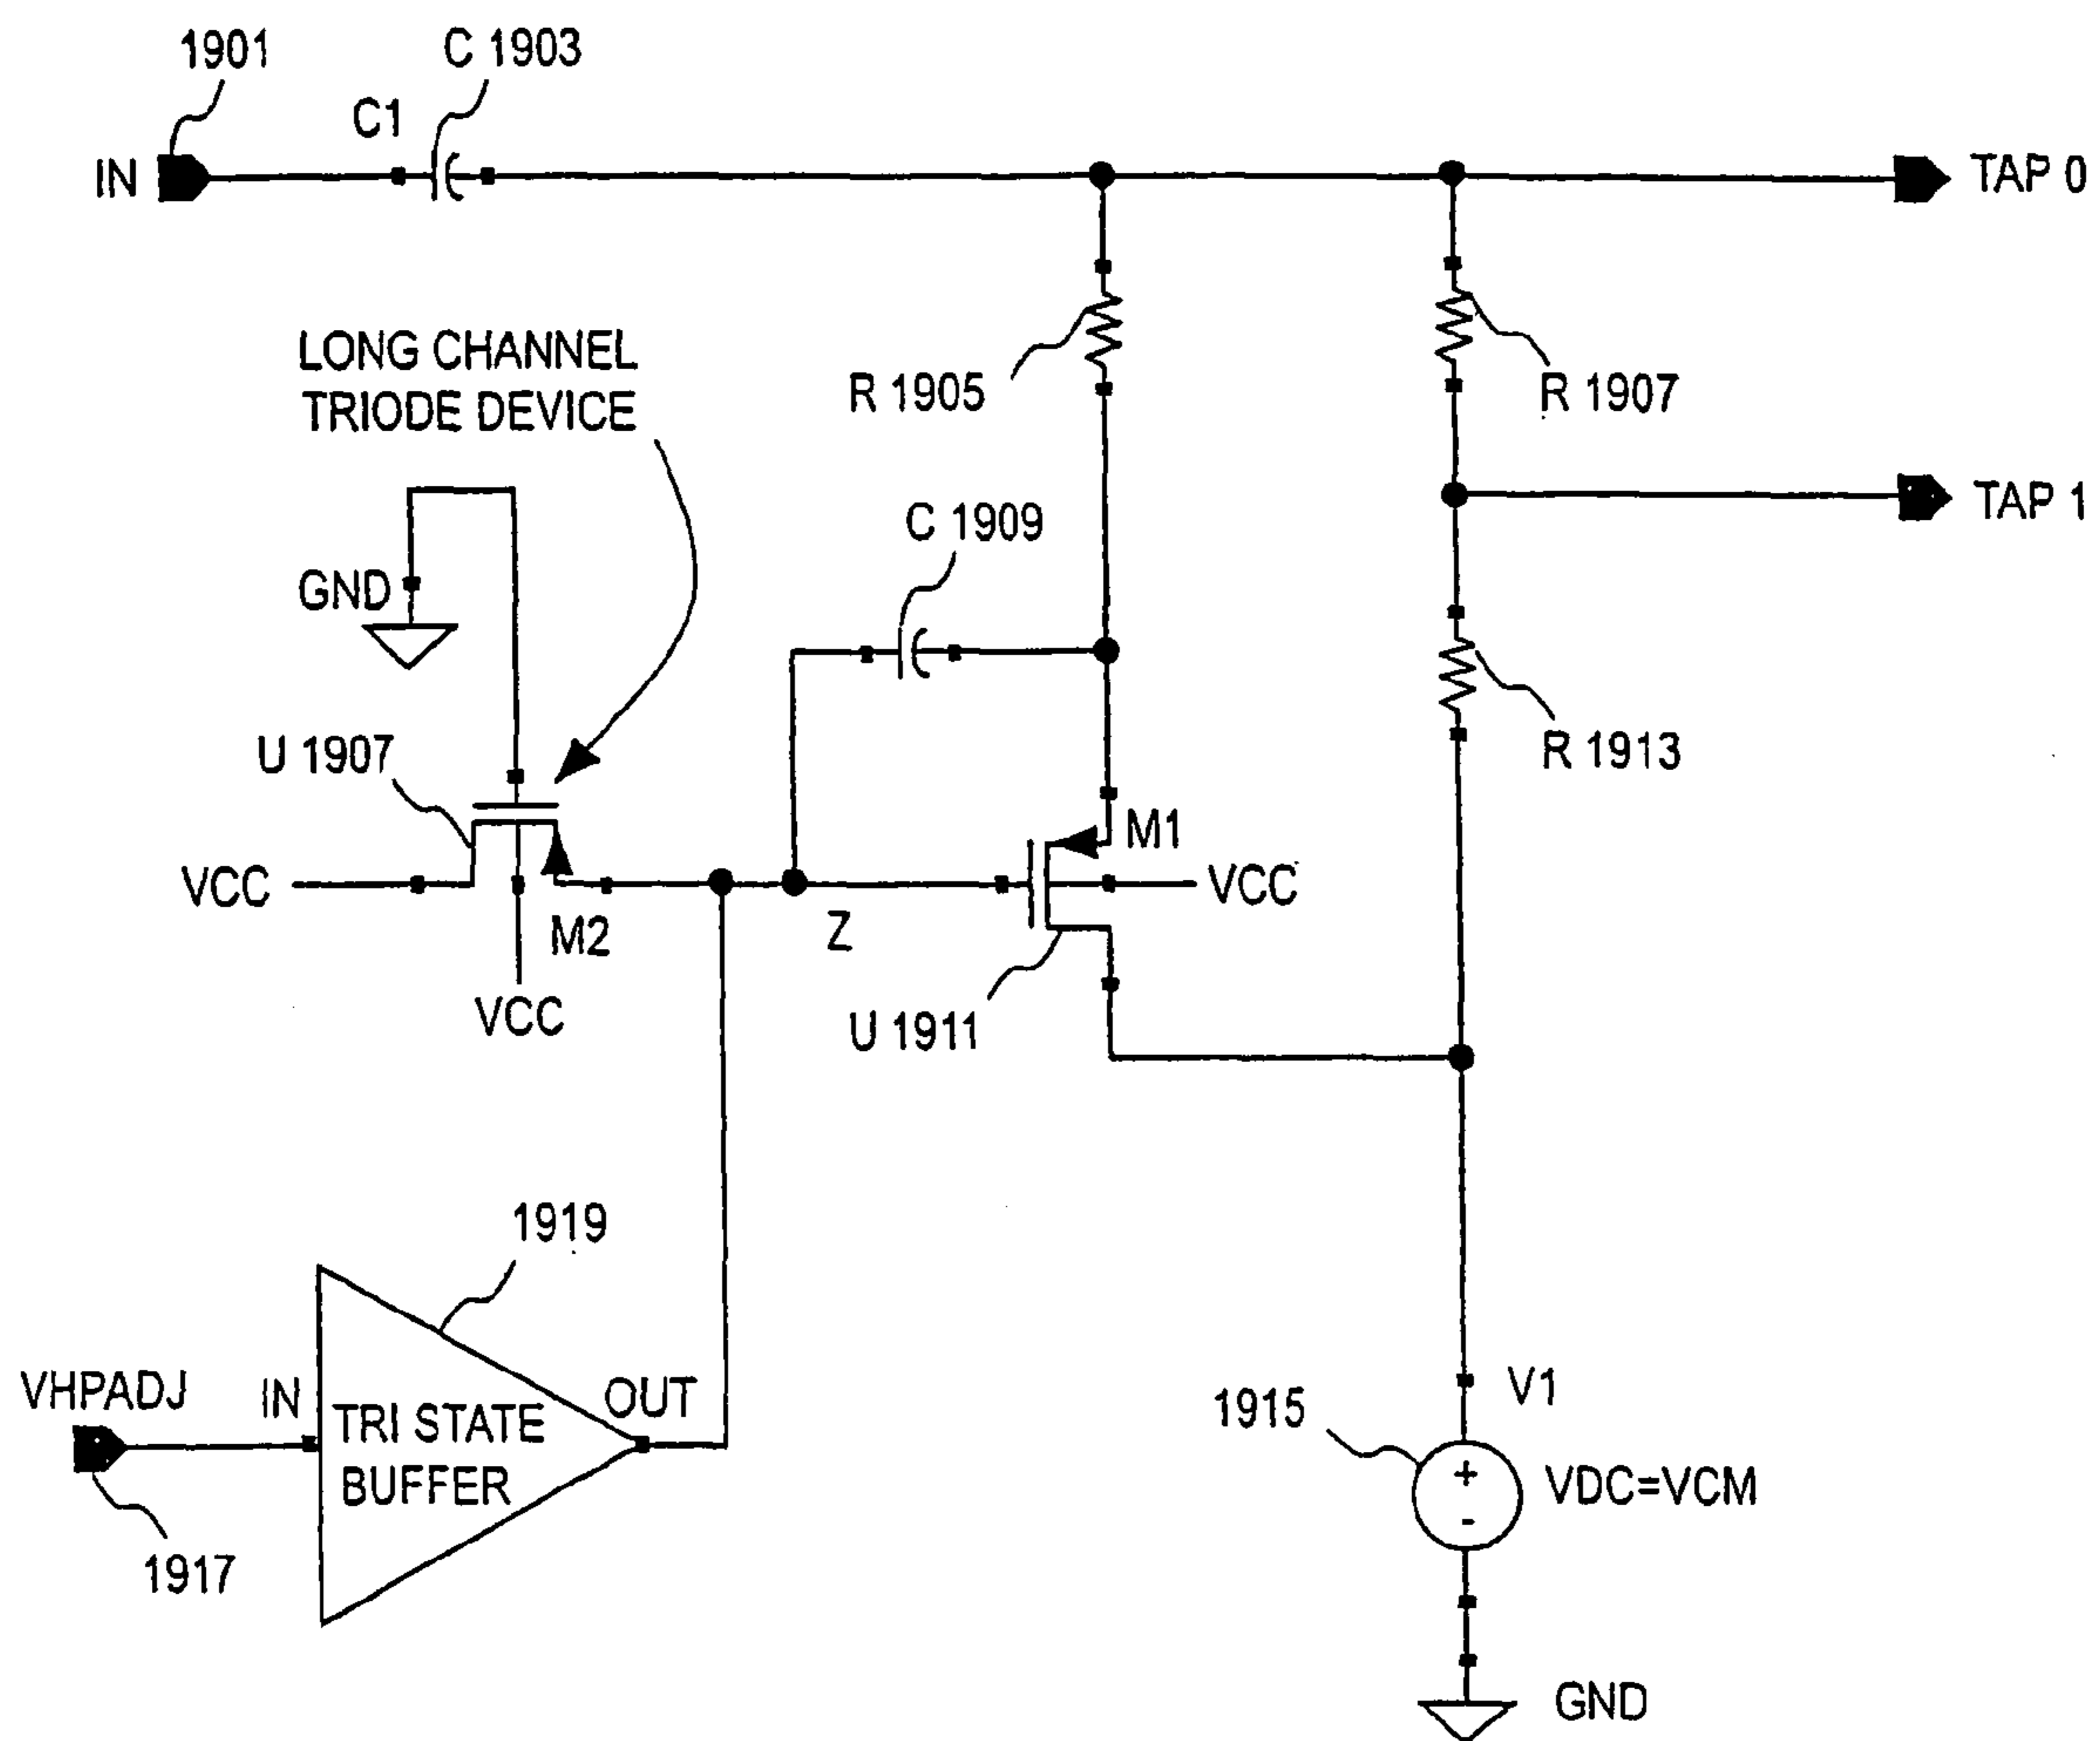 1901
C 1903
C1
IN
TAP 0
LONG CHANNEL
TRIODE DEVICE
R 1905
R 1907
TAP 1
C 1909
GND
U 1907
R 1913
M1
VCC
VCC
Z
M2
VCC
U 1911
1919
VHPADJ
IN
TRI STATE
BUFFER
OUT
1917
1915
V1
VDC=VCM
GND